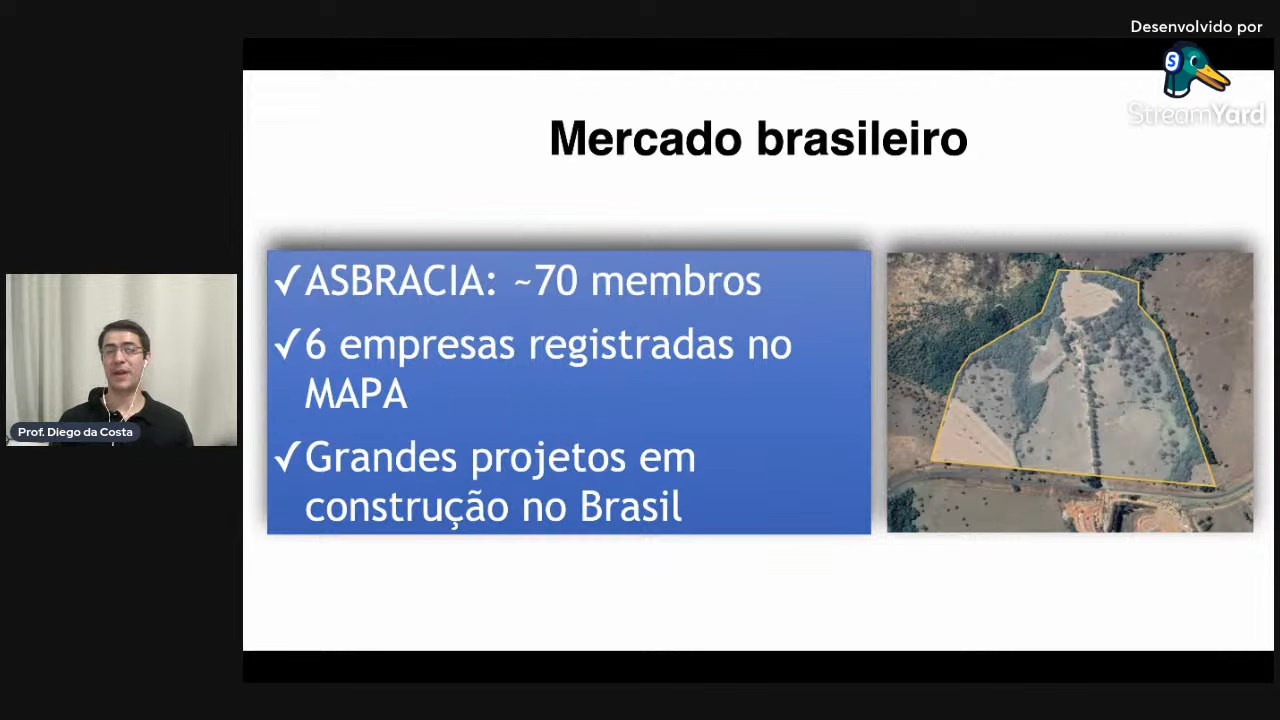 Desenvolvido por
S
StreamYard
Mercado brasileiro
✓ASBRACIA: ~70 membros
✓6 empresas registradas no
MAPA
✓Grandes projetos em
construção no Brasil
Prof. Diego da Costa